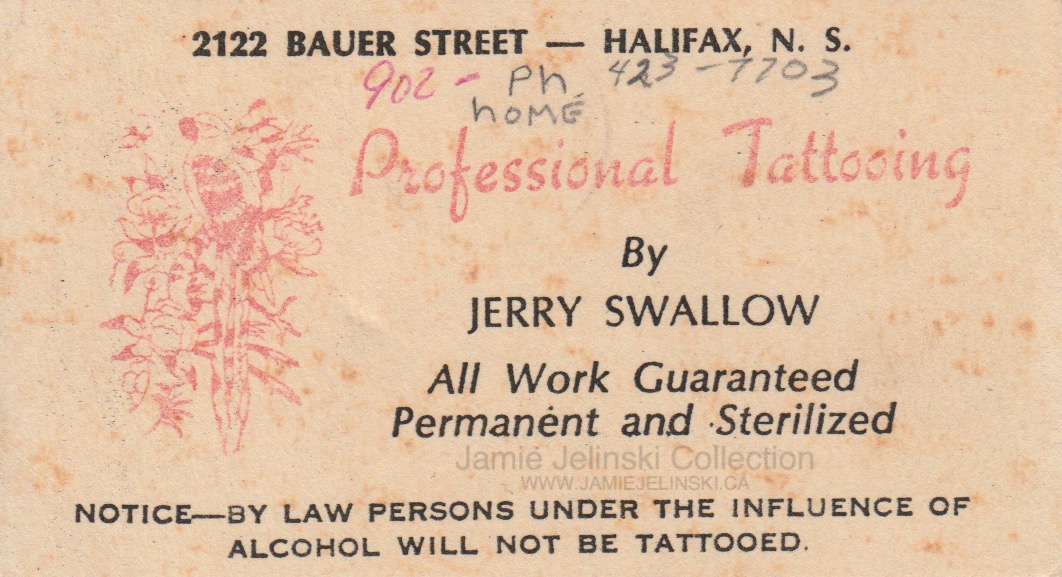 2122 BAUER STREET — HALIFAX, N. S.
902 - Ph. 423-7703
HOME
Professional Tattooing
By
JERRY SWALLOW
All Work Guaranteed
Permanent and Sterilized
Jamie Jelinski Collection
WWW.JAMIEJELINSKI.CA
NOTICE—BY LAW PERSONS UNDER THE INFLUENCE OF
ALCOHOL WILL NOT BE TATTOOED.